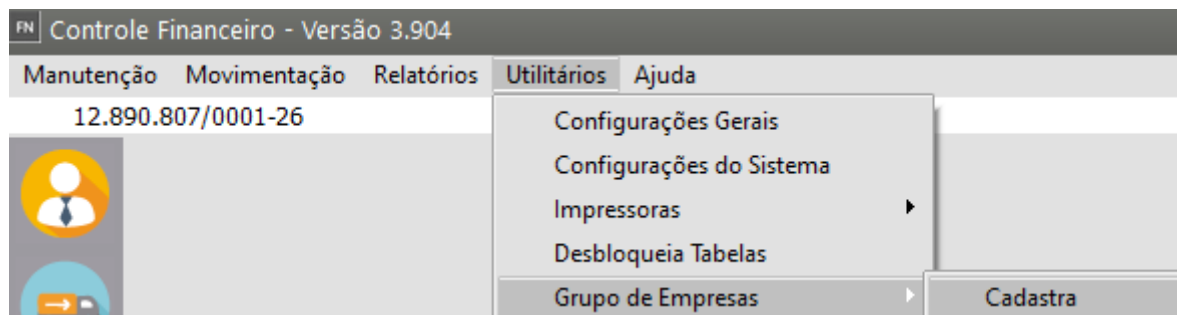 FN Controle Financeiro - Versão 3.904
Manutenção Movimentação Relatórios Utilitários Ajuda
12.890.807/0001-26
Configurações Gerais
Configurações do Sistema
Impressoras
Desbloqueia Tabelas
Grupo de Empresas Cadastra